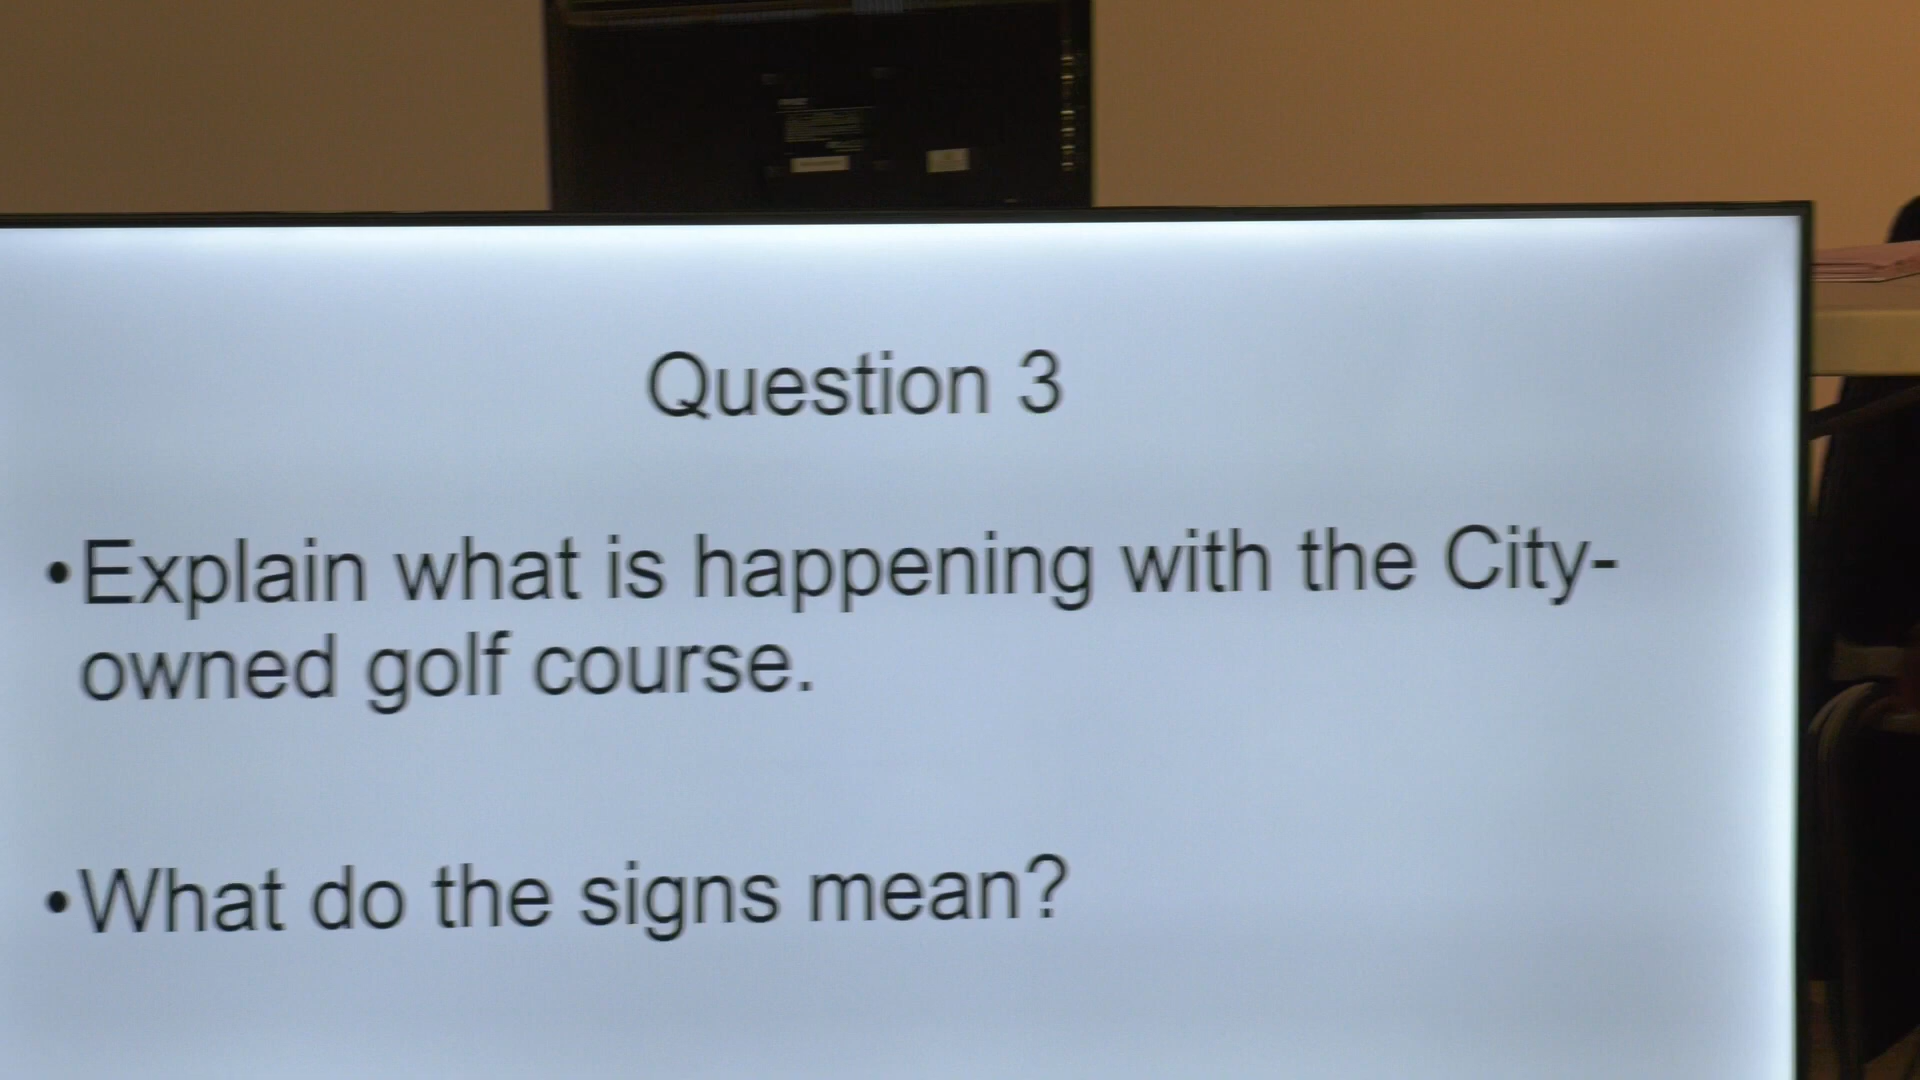 Question 3
•Explain what is happening with the City-
owned golf course.
•What do the signs mean?